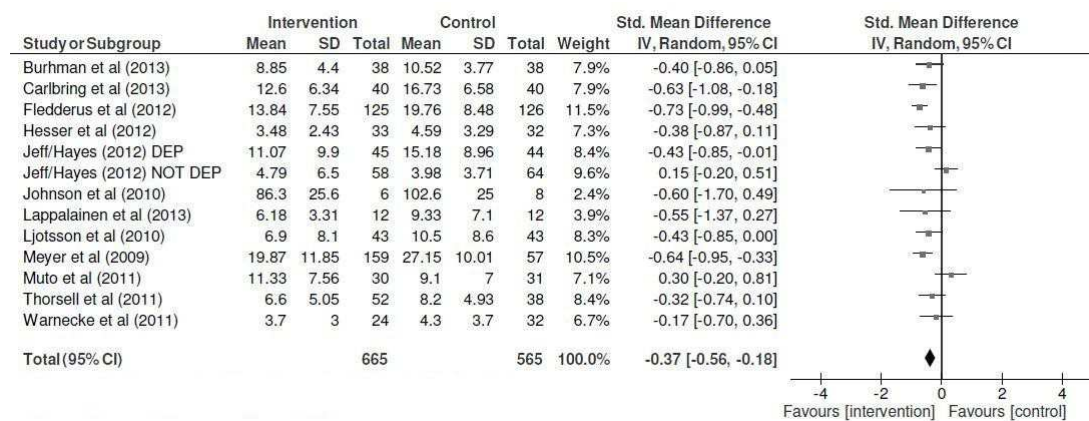 Intervention Control Std. Mean Difference Std. Mean Difference
Study or Subgroup Mean SD Total Mean SD Total Weight IV, Random, 95% CI IV, Random, 95% CI
Burhman et al (2013) 8.85 4.4 38 10.52 3.77 38 7.9% -0.40 [-0.86, 0.05]
Carlbring et al (2013) 12.6 6.34 40 16.73 6.58 40 7.9% -0.63 [-1.08, -0.18]
Fledderus et al (2012) 13.84 7.55 125 19.76 8.48 126 11.5% -0.73 [-0.99, -0.48]
Hesser et al (2012) 3.48 2.43 33 4.59 3.29 32 7.3% -0.38 [-0.87, 0.11]
Jeff/Hayes (2012) DEP 11.07 9.9 45 15.18 8.96 44 8.4% -0.43 [-0.85, -0.01]
Jeff/Hayes (2012) NOT DEP 4.79 6.5 58 3.98 3.71 64 9.6% 0.15 [-0.20, 0.51]
Johnson et al (2010) 86.3 25.6 6 102.6 25 8 2.4% -0.60 [-1.70, 0.49]
Lappalainen et al (2013) 6.18 3.31 12 9.33 7.1 12 3.9% -0.55 [-1.37, 0.27]
Ljotsson et al (2010) 6.9 8.1 43 10.5 8.6 43 8.3% -0.43 [-0.85, 0.00]
Meyer et al (2009) 19.87 11.85 159 27.15 10.01 57 10.5% -0.64 [-0.95, -0.33]
Muto et al (2011) 11.33 7.56 30 9.1 7 31 7.1% 0.30 [-0.20, 0.81]
Thorsell et al (2011) 6.6 5.05 52 8.2 4.93 38 8.4% -0.32 [-0.74, 0.10]
Warnecke et al (2011) 3.7 3 24 4.3 3.7 32 6.7% -0.17 [-0.70, 0.36]
Total (95% CI) 665 565 100.0% -0.37 [-0.56, -0.18]
-4 -2 0 2 4
Favours [intervention] Favours [control]